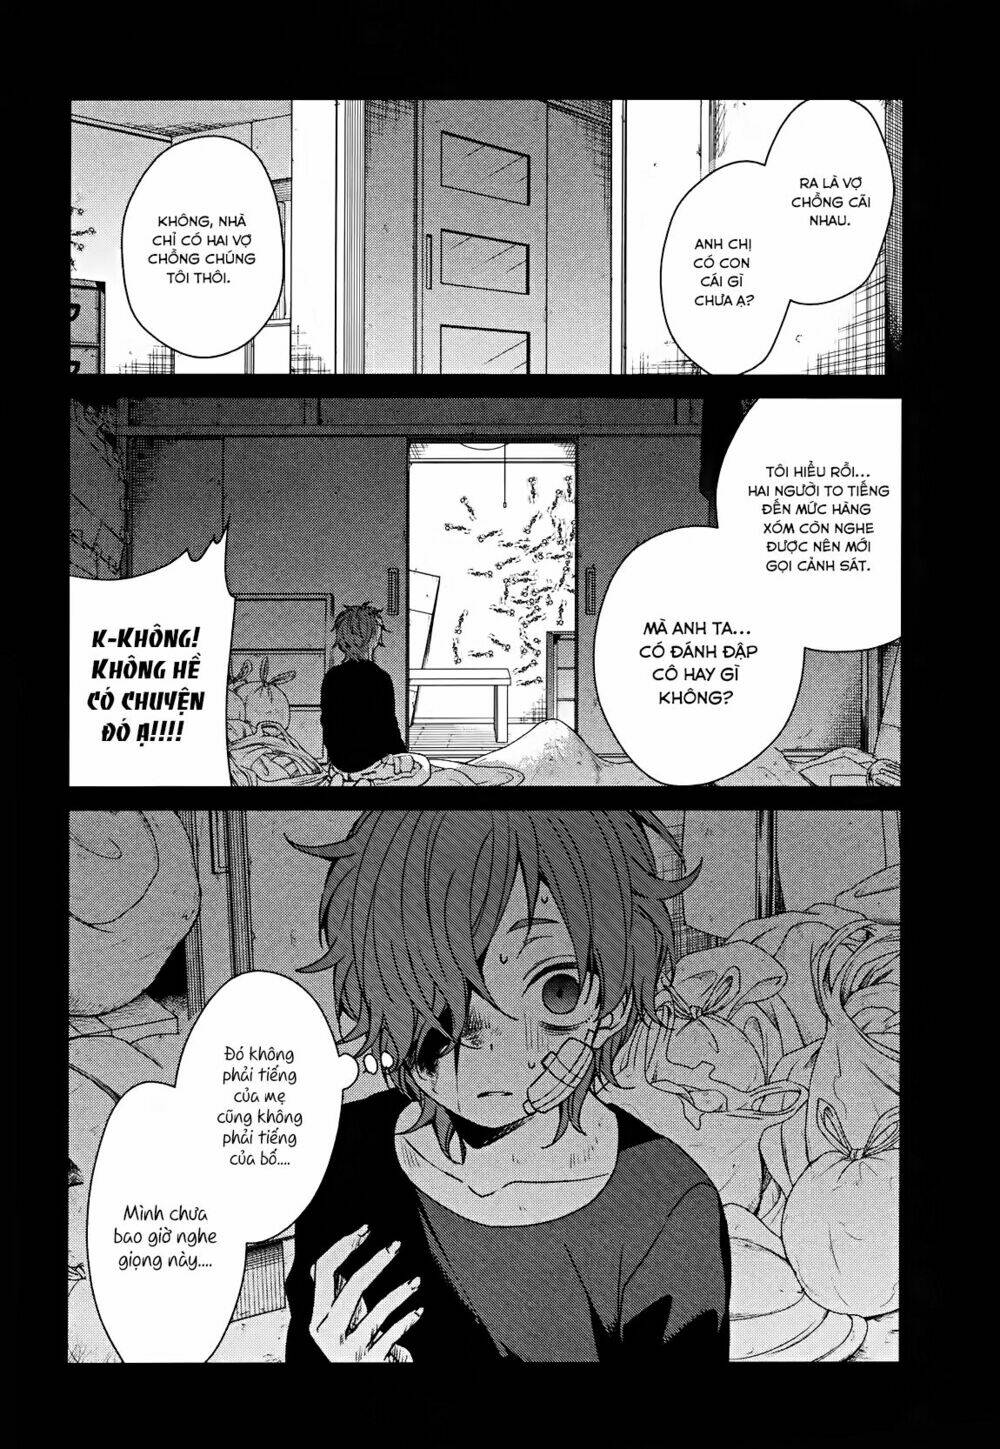 RA LÀ VỢ
CHỒNG CÃI
NHAU.
ANH CHỊ
CÓ CON
CÁI GÌ
CHƯA Ạ?
KHÔNG, NHÀ
CHỈ CÓ HAI VỢ
CHỒNG CHÚNG
TÔI THÔI.
TÔI HIỂU RỒI...
HAI NGƯỜI TO TIẾNG
ĐẾN MỨC HÀNG
XÓM CÒN NGHE
ĐƯỢC NÊN MỚI
GỌI CẢNH SÁT.
MÀ ANH TA...
CÓ ĐÁNH ĐẬP
CÔ HAY GÌ
KHÔNG?
K-KHÔNG!
KHÔNG HỀ
CÓ CHUYỆN
ĐÓ Ạ!!!!
Đó không
phải tiếng
của mẹ
cũng không
phải tiếng
của bố....
Mình chưa
bao giờ nghe
giọng này....